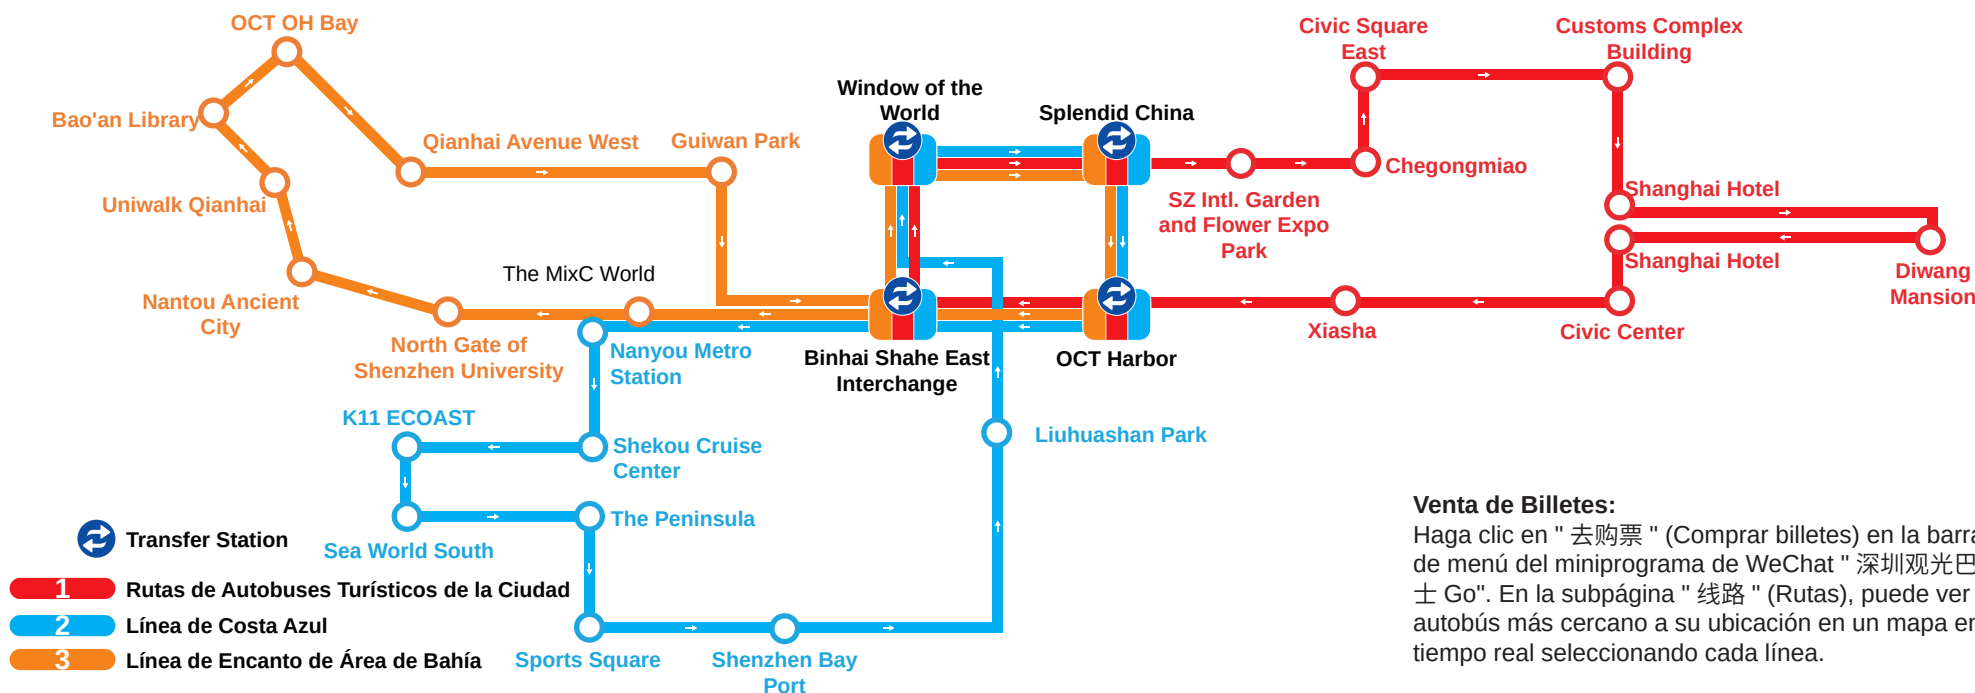 OCT OH Bay
Civic Square
East
Customs Complex
Building
Window of the
World
Splendid China
Bao'an Library
Qianhai Avenue West
Guiwan Park
Chegongmiao
Shanghai Hotel
Uniwalk Qianhai
SZ Intl. Garden
and Flower Expo
Park
Shanghai Hotel
Diwang
Mansion
The MixC World
Nantou Ancient
City
North Gate of
Shenzhen University
Nanyou Metro
Station
Binhai Shahe East
Interchange
OCT Harbor
Xiasha
Civic Center
K11 ECOAST
Shekou Cruise
Center
Liuhuashan Park
The Peninsula
Sea World South
Sports Square
Shenzhen Bay
Port
Transfer Station
1 Rutas de Autobuses Turísticos de la Ciudad
2 Línea de Costa Azul
3 Línea de Encanto de Área de Bahía
Venta de Billetes:
Haga clic en " 去购票 " (Comprar billetes) en la barra
de menú del miniprograma de WeChat " 深圳观光巴
士 Go". En la subpágina " 线路 " (Rutas), puede ver
autobús más cercano a su ubicación en un mapa en
tiempo real seleccionando cada línea.